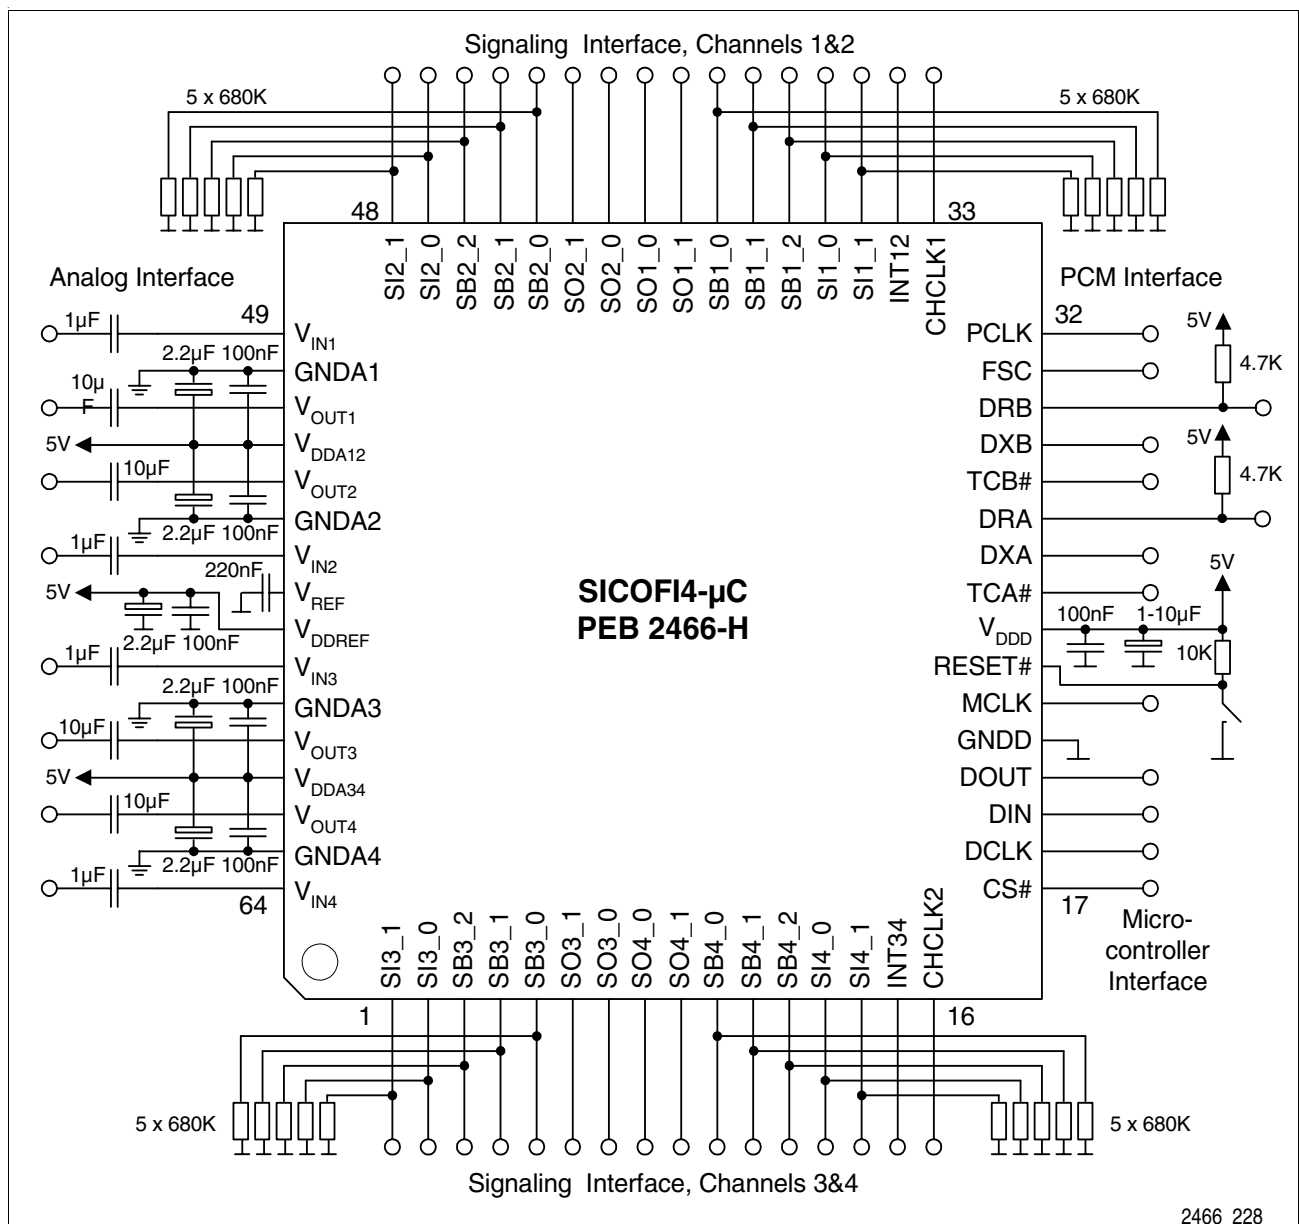 Signaling Interface, Channels 1&2
5 x 680K
5 x 680K
48
33
SI2_1
SI2_0
SB2_2
SB2_1
SB2_0
SO2_1
SO2_0
SO1_0
SO1_1
SB1_0
SB1_1
SB1_2
SI1_0
SI1_1
INT12
CHCLK1
Analog Interface
PCM Interface
49
32
1µF
VIN1
2.2µF 100nF
GNDA1
10µ
F
VOUT1
5V
VDDA12
10µF
VOUT2
GNDA2
2.2µF 100nF
1µF
VIN2
220nF
VREF
5V
VDDREF
2.2µF 100nF
1µF
VIN3
2.2µF 100nF
GNDA3
10µF
VOUT3
5V
VDDA34
10µF
VOUT4
GNDA4
2.2µF 100nF
1µF
VIN4
64
SICOFI4-µC
PEB 2466-H
PCLK
5V
FSC
4.7K
DRB
DXB
5V
TCB#
4.7K
DRA
DXA
5V
TCA#
100nF
1-10µF
VDDD
10K
RESET#
MCLK
GNDD
DOUT
DIN
DCLK
CS#
17
Micro-
controller
Interface
SI3_1
SI3_0
SB3_2
SB3_1
SB3_0
SO3_1
SO3_0
SO4_0
SO4_1
SB4_0
SB4_1
SB4_2
SI4_0
SI4_1
INT34
CHCLK2
1
16
5 x 680K
5 x 680K
Signaling Interface, Channels 3&4
2466_228